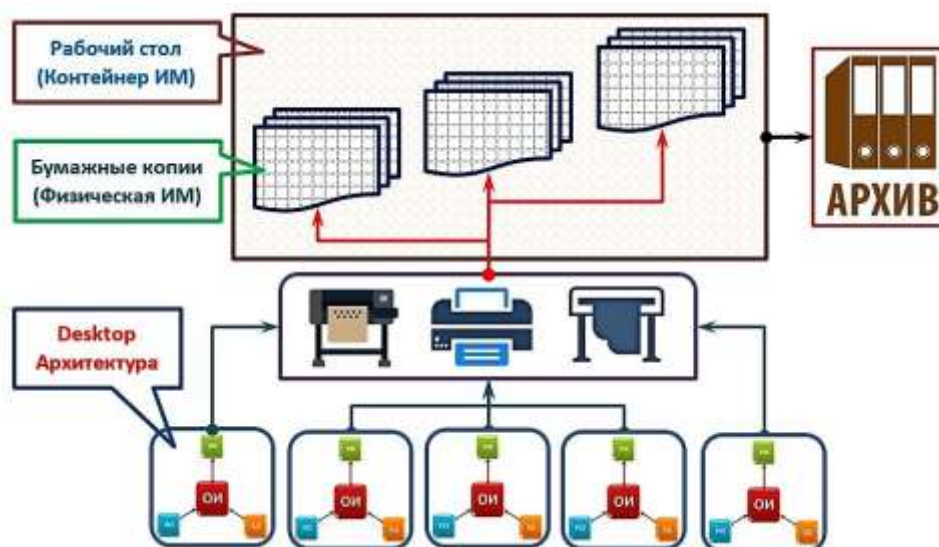 Рабочий стол
(Контейнер ИМ)
Бумажные копии
(Физическая ИМ)
АРХИВ
Desktop
Архитектура
ОИ
ОИ
ОИ
ОИ
ОИ